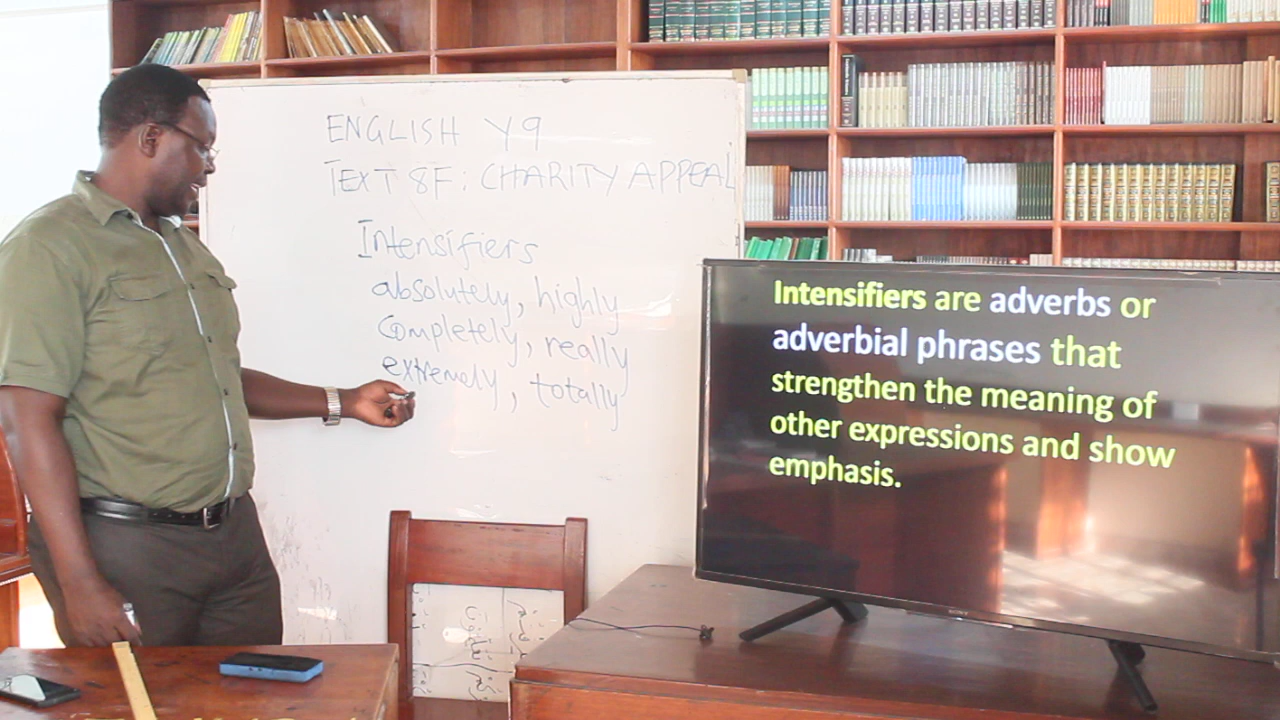 ENGLISH Y9
TEXT 8F: CHARITY APPEAL
Intensifiers
absolutely, highly
Completely, really
extremely, totally
Intensifiers are adverbs or
adverbial phrases that
strengthen the meaning of
other expressions and show
emphasis.
SONY